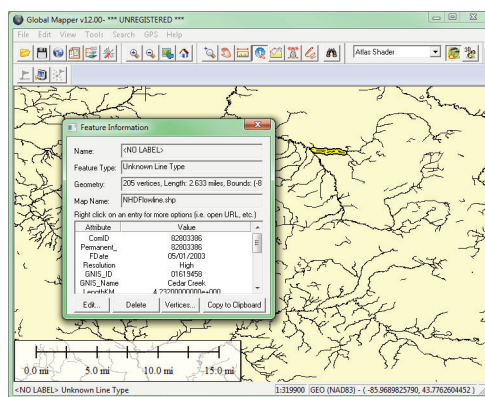 Global Mapper v12.00- *** UNREGISTERED ***
File Edit View Tools Search GPS Help
Atlas Shader
Feature Information
Name: <NO LABEL>
Feature Type: Unknown Line Type
Geometry: 205 vertices, Length: 2.633 miles, Bounds: (-8
Map Name: NHDFlowline.shp
Right click on an entry for more options (i.e. open URL, etc.)
Attribute Value
ComID 82803386
Permanent_ 82803386
FDate 05/01/2003
Resolution High
GNIS_ID 01619458
GNIS_Name Cedar Creek
LengthKM 4.2320000000e+000
Edit... Delete Vertices... Copy to Clipboard
0.0 mi 5.0 mi 10.0 mi 15.0 mi
<NO LABEL> Unknown Line Type 1:319900 GEO (NAD83) - ( -85.9689825790, 43.7762604452 )